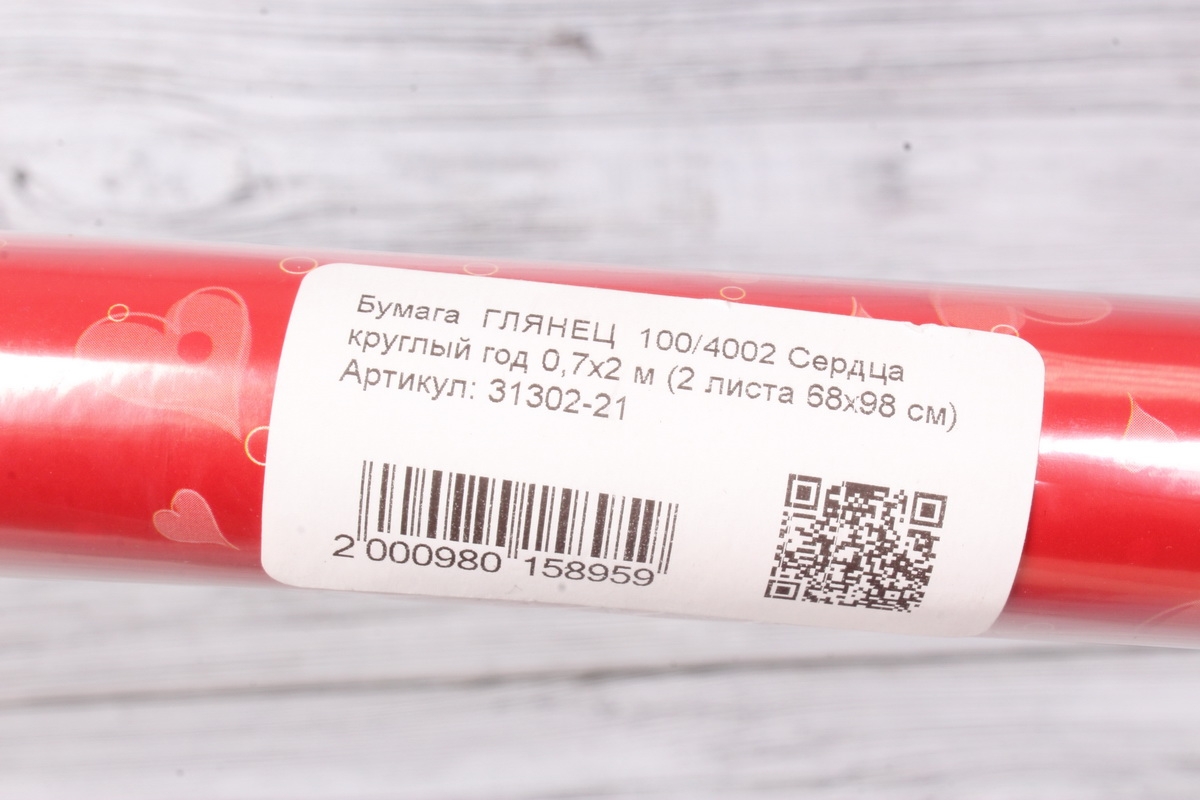 Бумага ГЛЯНЕЦ 100/4002 Сердца
круглый год 0,7х2 м (2 листа 68х98 см)
Артикул: 31302-21
2 000980 158959